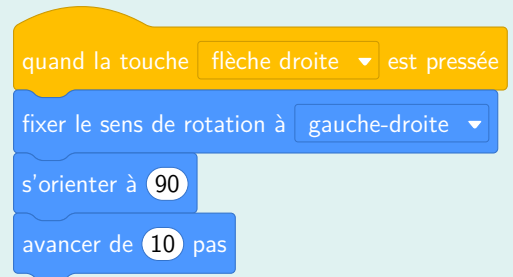 quand la touche flèche droite est pressée
fixer le sens de rotation à gauche-droite
s'orienter à 90
avancer de 10 pas